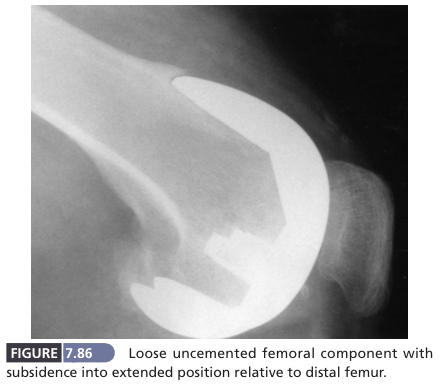 FIGURE 7.86 Loose uncemented femoral component with
subsidence into extended position relative to distal femur.